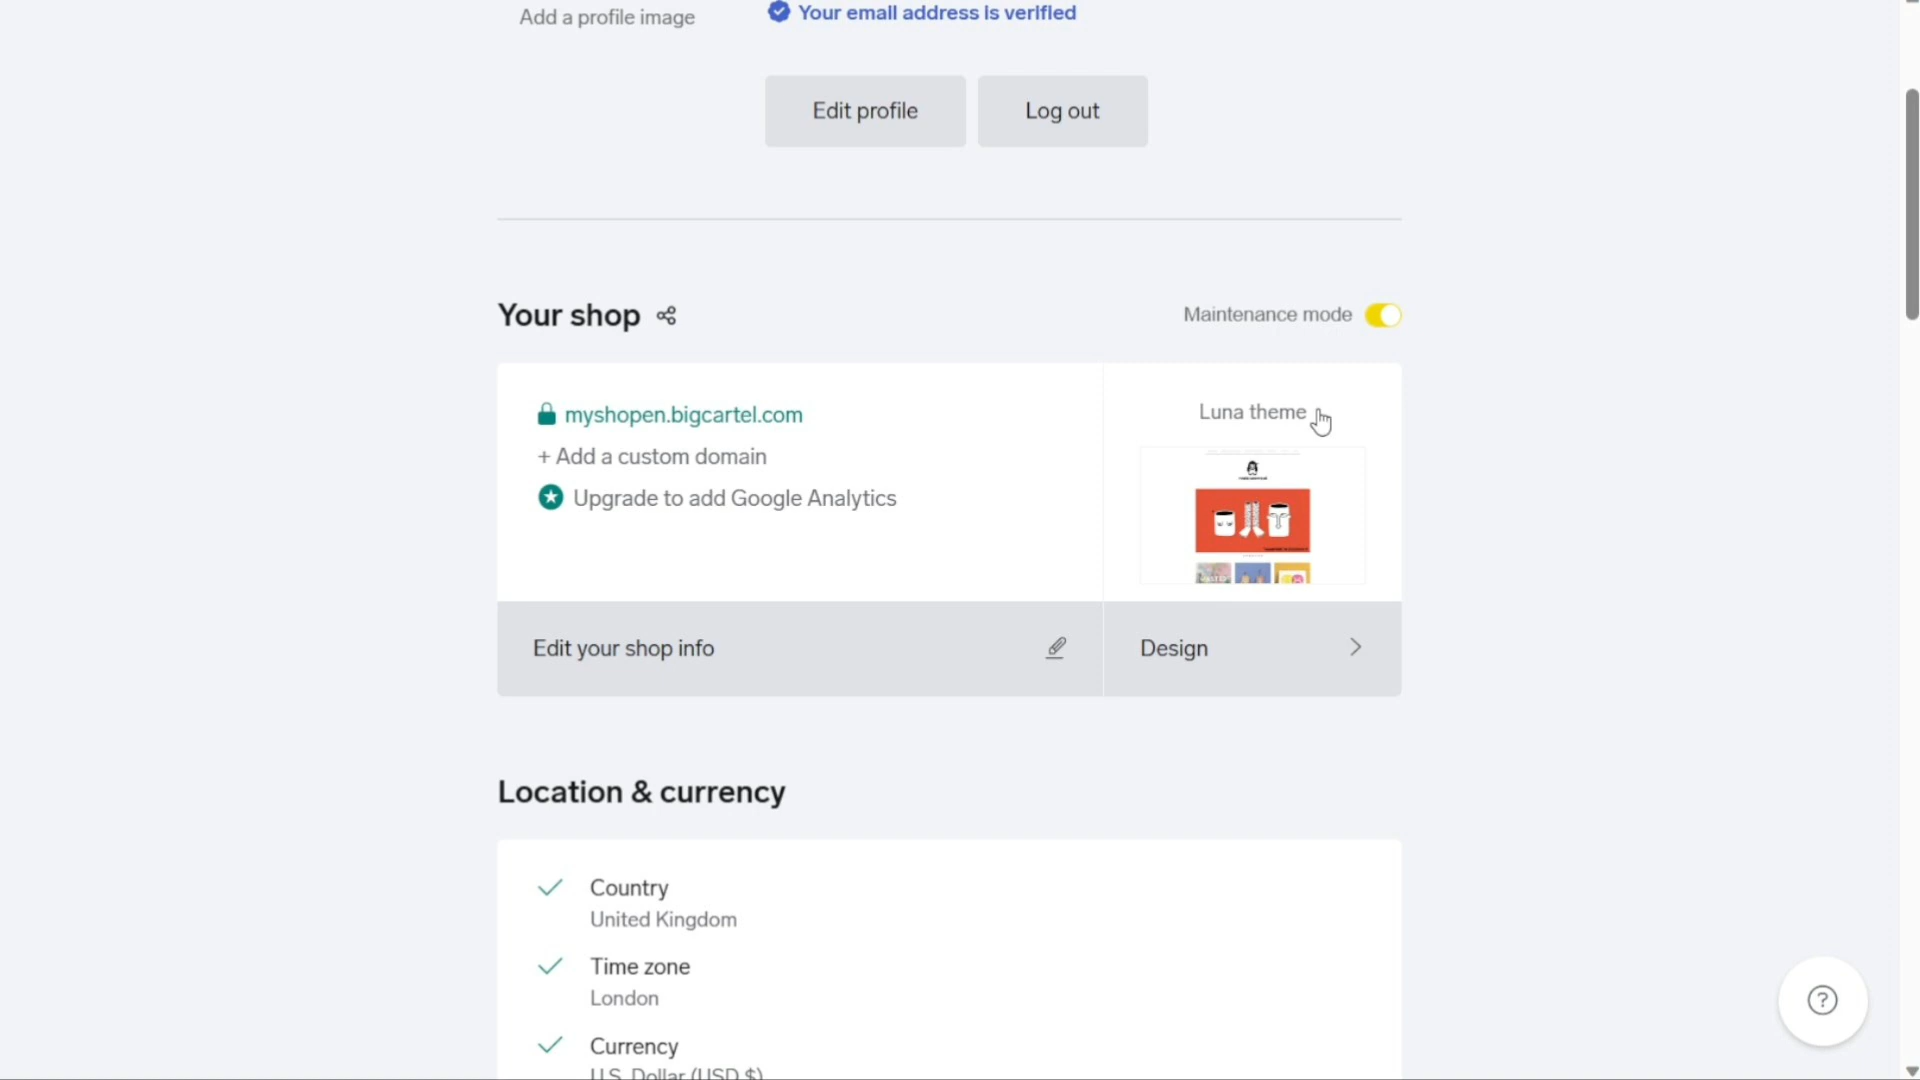 Add a profile image
Your email address is verified
Edit profile
Log out
Your shop
Maintenance mode
myshopen.bigcartel.com
Luna theme
+ Add a custom domain
Upgrade to add Google Analytics
Edit your shop info
Design
Location & currency
Country
United Kingdom
Time zone
London
Currency
U.S. Dollar (USD $)
?